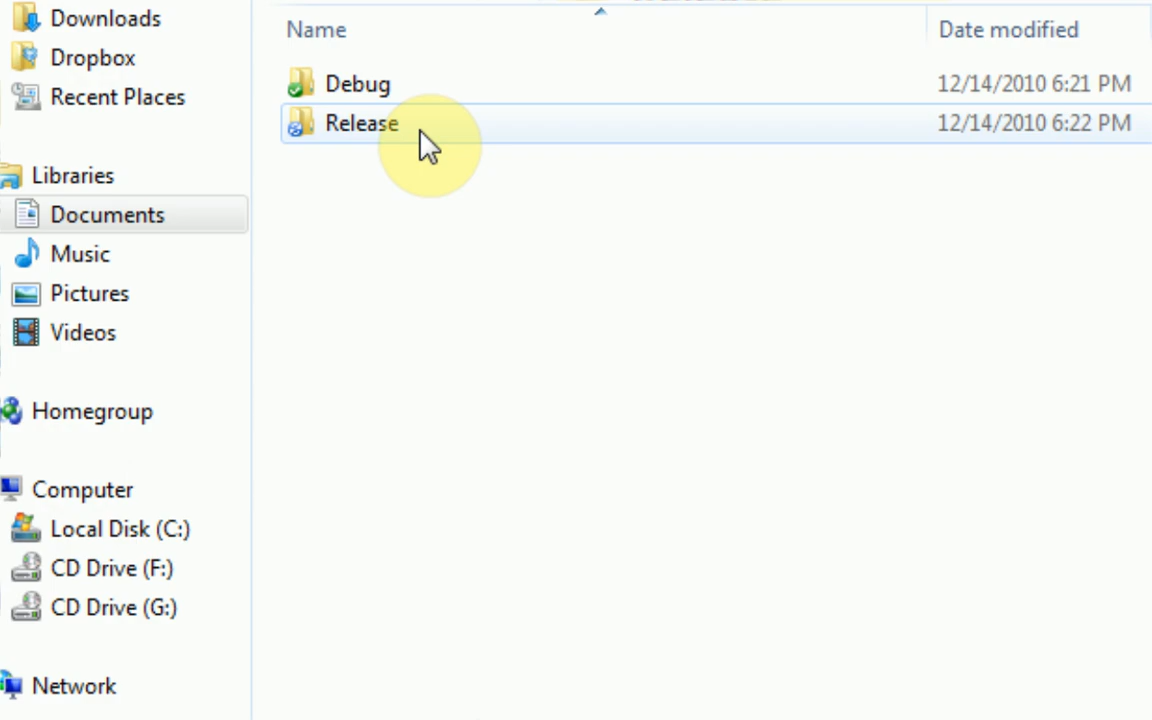 Downloads
Dropbox
Recent Places
Libraries
Documents
Music
Pictures
Videos
Homegroup
Computer
Local Disk (C:)
CD Drive (F:)
CD Drive (G:)
Network
Name Date modified
Debug 12/14/2010 6:21 PM
Release 12/14/2010 6:22 PM